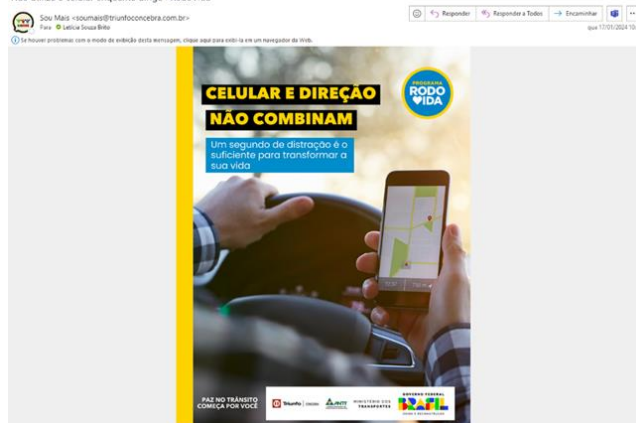 Sou Mais <soumais@triunfoconcebra.com.br>
Para Letícia Souza Brito
Responder
Responder a Todos
Encaminhar
qua 17/01/2024 10:
Se houver problemas com o modo de exibição desta mensagem, clique aqui para exibi-la em um navegador da Web.
CELULAR E DIREÇÃO
NÃO COMBINAM
PROGRAMA
RODO
VIDA
Um segundo de distração é o
suficiente para transformar a
sua vida
PAZ NO TRÂNSITO
COMEÇA POR VOCÊ
Triunfo
ANTT
MINISTÉRIO DOS
TRANSPORTES
GOVERNO FEDERAL
BRASIL
UNIÃO E RECONSTRUÇÃO